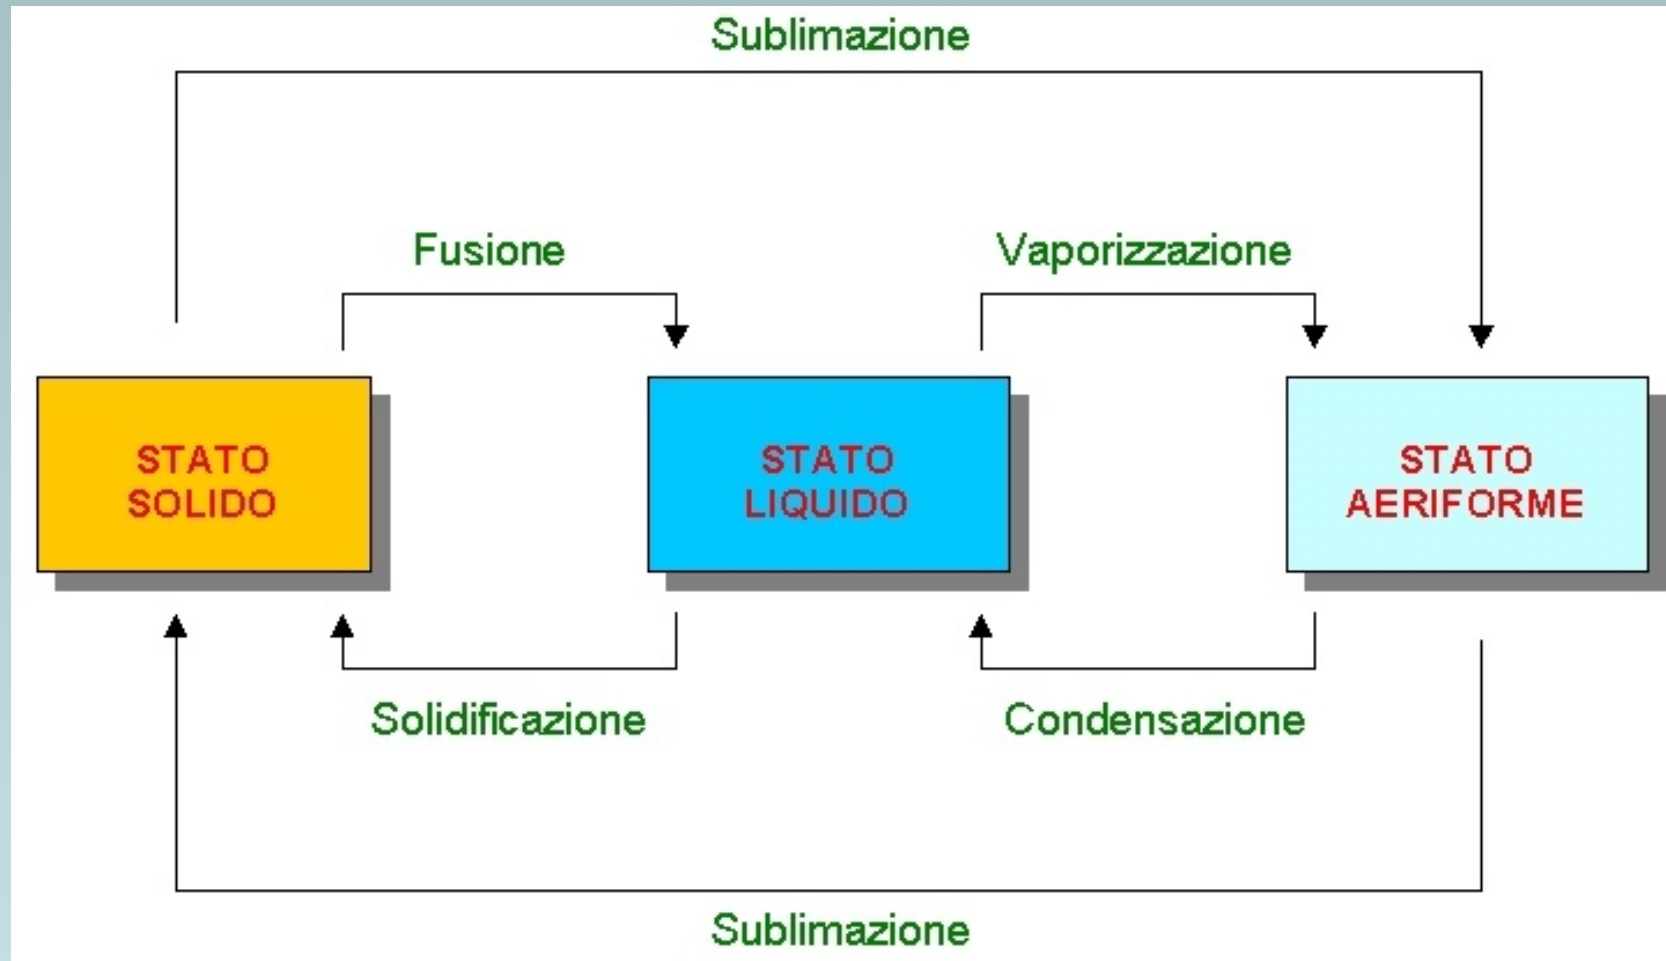 Sublimazione
Fusione
Vaporizzazione
STATO
SOLIDO
STATO
LIQUIDO
STATO
AERIFORME
Solidificazione
Condensazione
Sublimazione